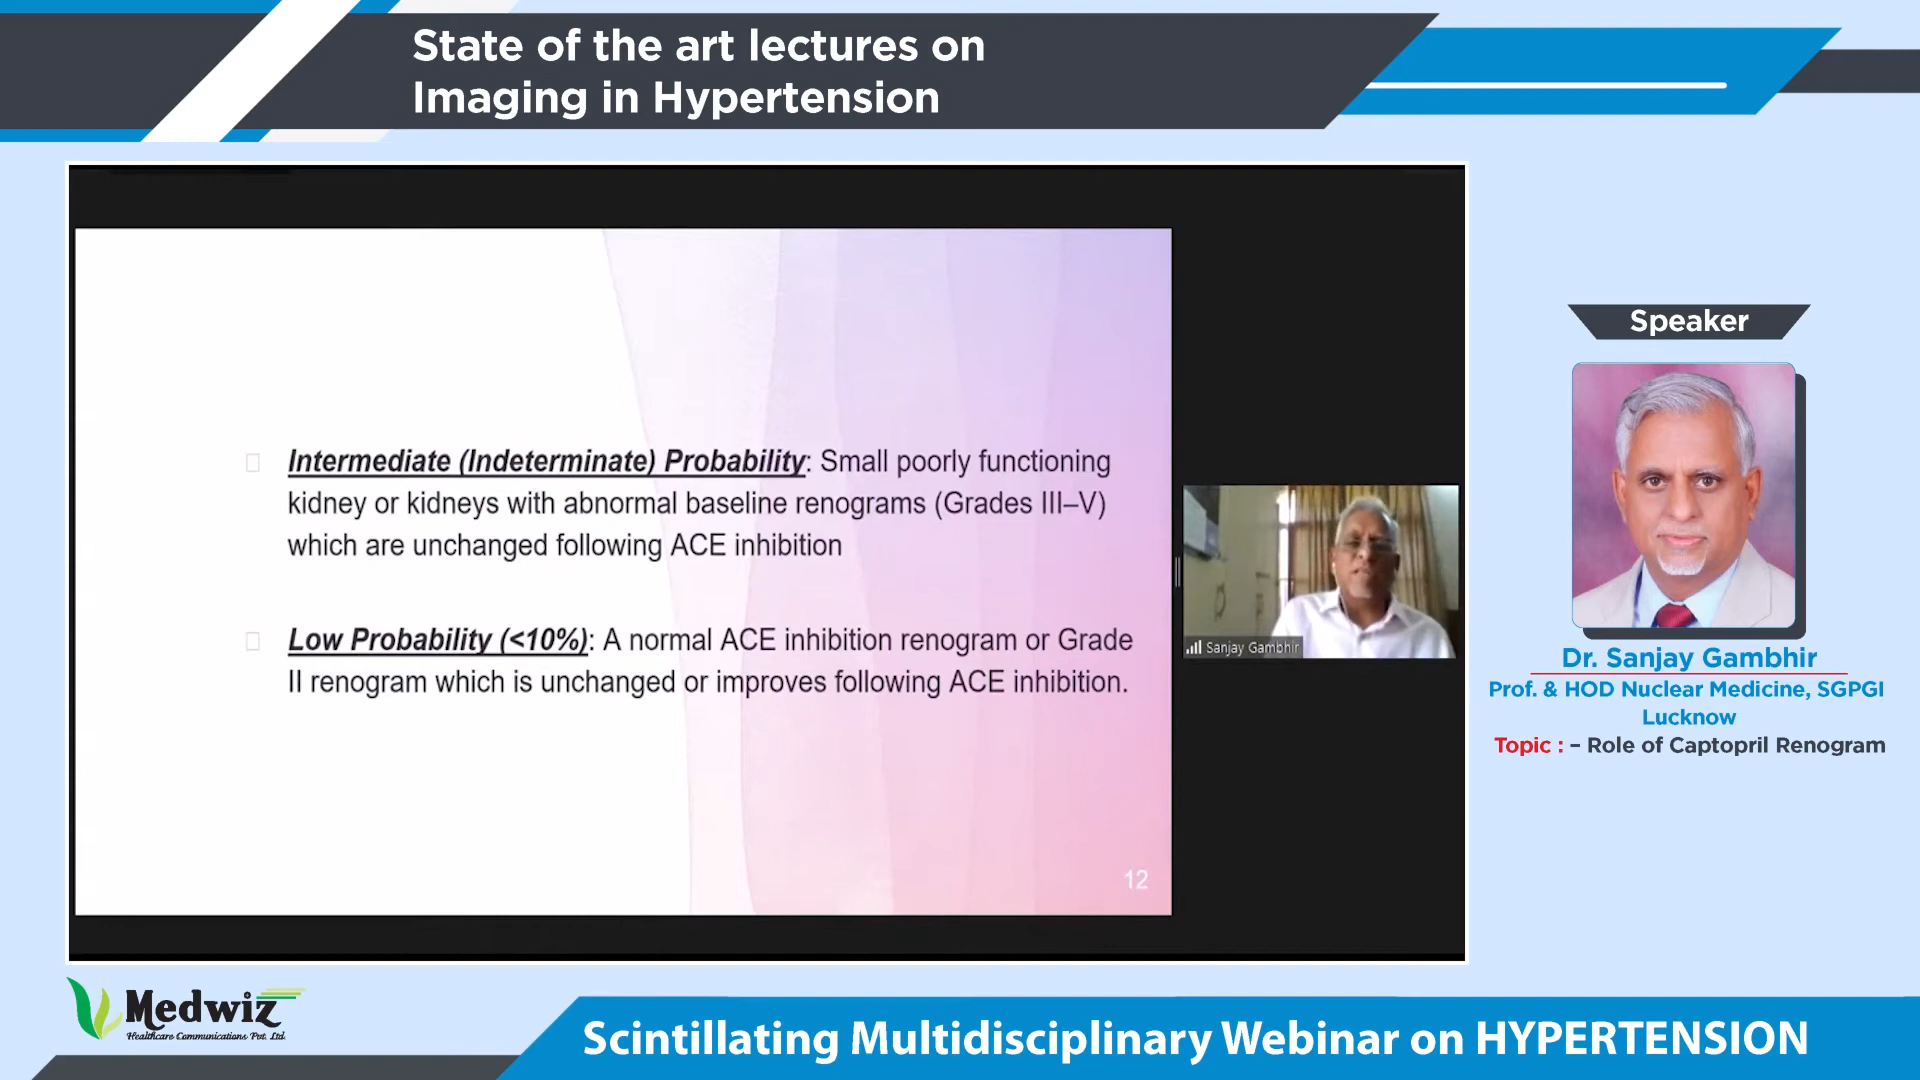 State of the art lectures on
Imaging in Hypertension
Intermediate (Indeterminate) Probability: Small poorly functioning
kidney or kidneys with abnormal baseline renograms (Grades III–V)
which are unchanged following ACE inhibition
Low Probability (<10%): A normal ACE inhibition renogram or Grade
II renogram which is unchanged or improves following ACE inhibition.
12
Sanjay Gambhir
Speaker
Dr. Sanjay Gambhir
Prof. & HOD Nuclear Medicine, SGPGI
Lucknow
Topic : – Role of Captopril Renogram
Medwiz
Healthcare Communications Pvt. Ltd.
Scintillating Multidisciplinary Webinar on HYPERTENSION